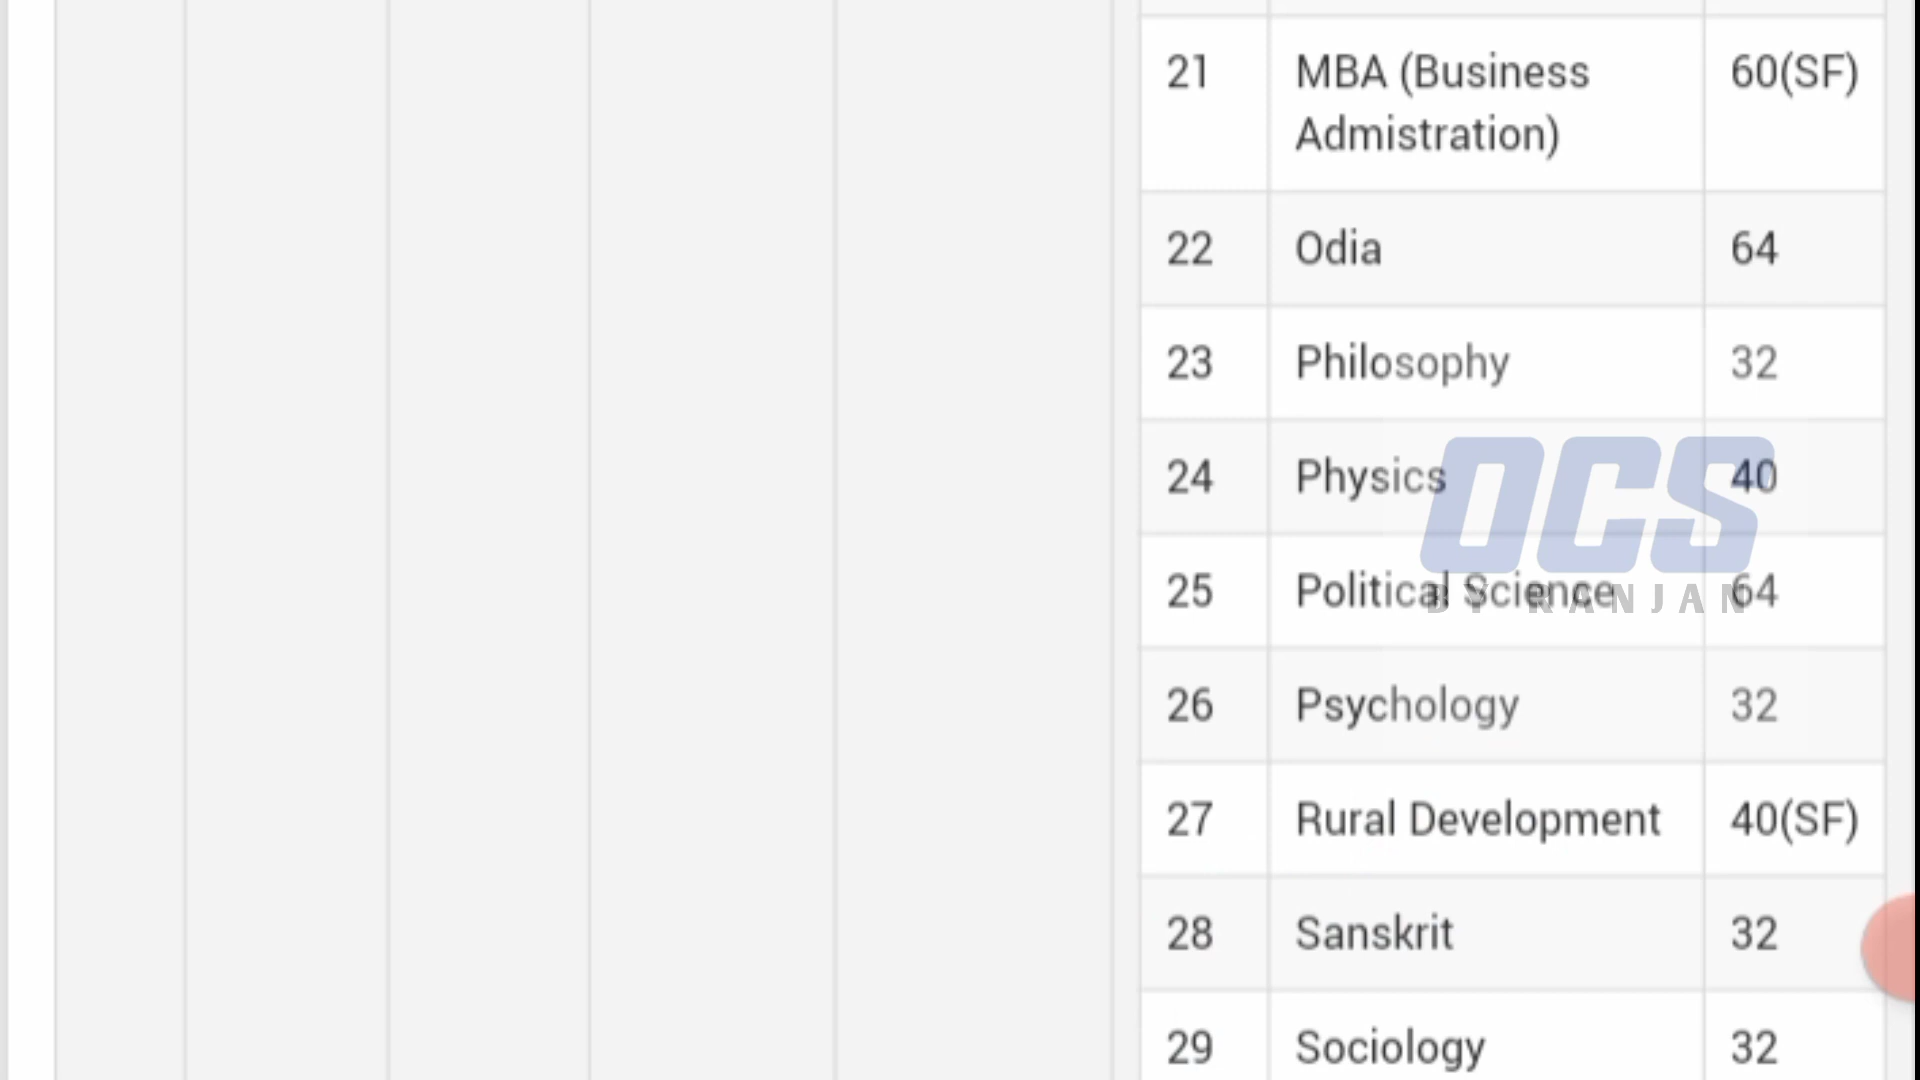 21 MBA (Business 60(SF)
Admistration)
22 Odia 64
23 Philosophy 32
24 Physics 40
25 Political Science 64
26 Psychology 32
27 Rural Development 40(SF)
28 Sanskrit 32
29 Sociology 32
OCS
BY RANJAN